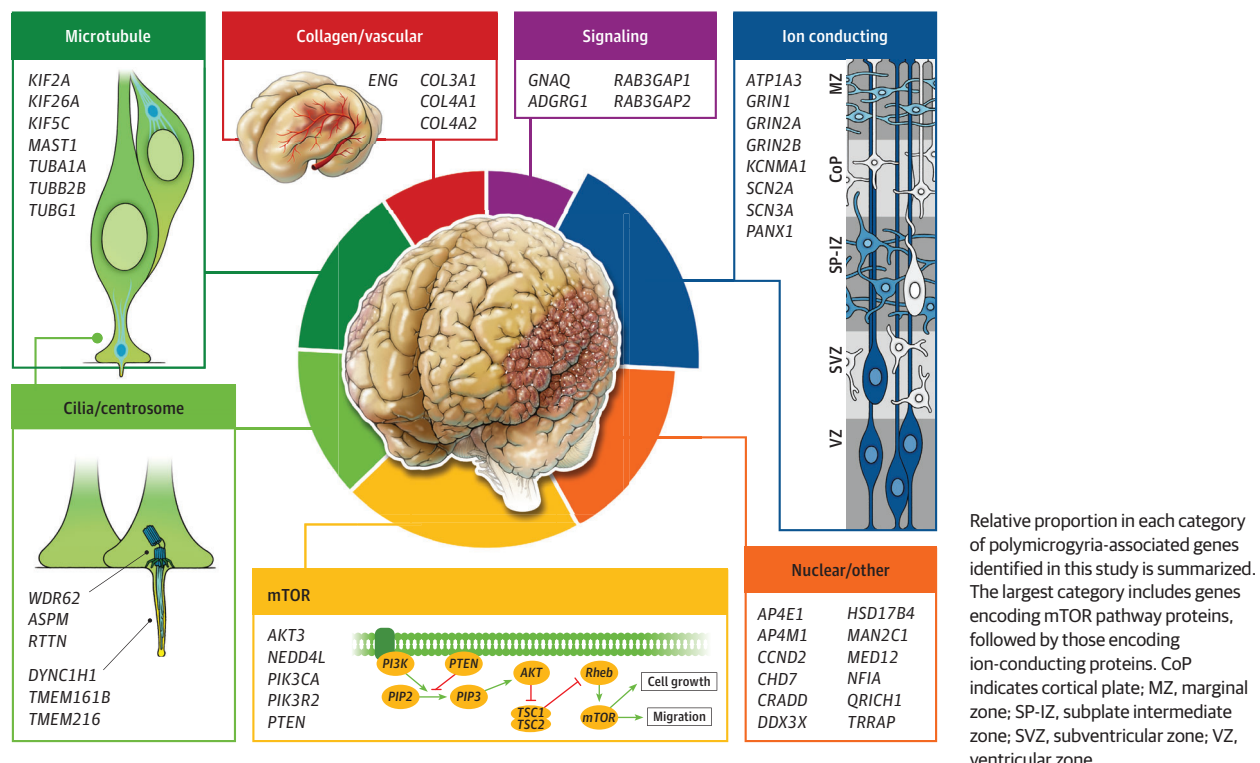 Microtubule
KIF2A
KIF26A
KIF5C
MAST1
TUBA1A
TUBB2B
TUBG1
Collagen/vascular
ENG COL3A1
COL4A1
COL4A2
Signaling
GNAQ RAB3GAP1
ADGRG1 RAB3GAP2
Ion conducting
ATP1A3
GRIN1
GRIN2A
GRIN2B
KCNMA1
SCN2A
SCN3A
PANX1
MZ
CoP
SP-IZ
SVZ
VZ
Cilia/centrosome
WDR62
ASPM
RTTN
DYNC1H1
TMEM161B
TMEM216
mTOR
AKT3
NEDD4L
PIK3CA
PIK3R2
PTEN
PI3K PTEN AKT Rheb
Cell growth
PIP2 PIP3
TSC1
TSC2
mTOR
Migration
Nuclear/other
AP4E1 HSD17B4
AP4M1 MAN2C1
CCND2 MED12
CHD7 NFIA
CRADD QRICH1
DDX3X TRRAP
Relative proportion in each category
of polymicrogyria-associated genes
identified in this study is summarized.
The largest category includes genes
encoding mTOR pathway proteins,
followed by those encoding
ion-conducting proteins. CoP
indicates cortical plate; MZ, marginal
zone; SP-IZ, subplate intermediate
zone; SVZ, subventricular zone; VZ,
ventricular zone